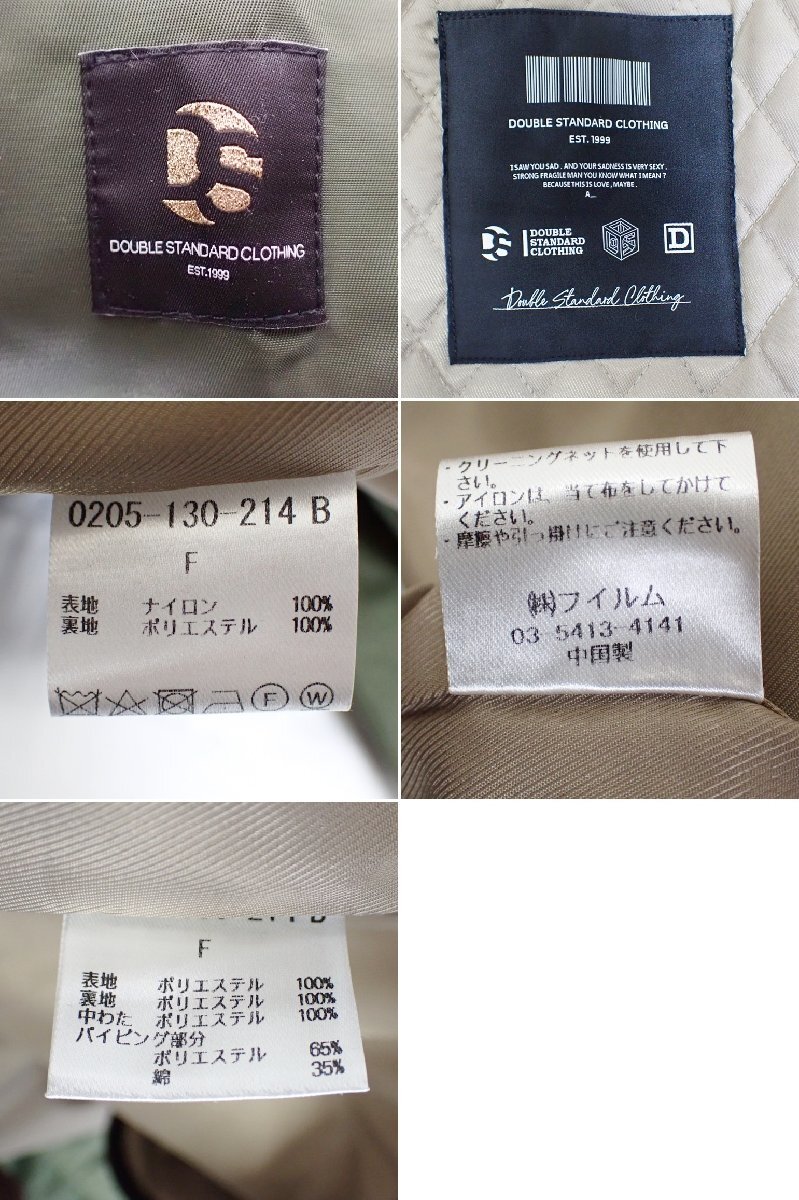 DOUBLE STANDARD CLOTHING
EST.1999
DOUBLE STANDARD CLOTHING
EST. 1999
I SAW YOU SAD . AND YOUR SADNESS IS VERY SEXY .
STRONG FRAGILE MAN YOU KNOW WHAT I MEAN ?
BECAUSE THIS IS LOVE , MAYBE .
A_
DOUBLE
STANDARD
CLOTHING
D
Double Standard Clothing
0205-130-214 B
F
表地 ナイロン 100%
裏地 ポリエステル 100%
F W
・クリーニングネットを使用して下
さい。
・アイロンは、当て布をしてかけて
ください。
・摩擦や引っ掛けにご注意ください。
㈱フイルム
03-5413-4141
中国製
F
表地 ポリエステル 100%
裏地 ポリエステル 100%
中わた ポリエステル 100%
パイピング部分
ポリエステル 65%
綿 35%